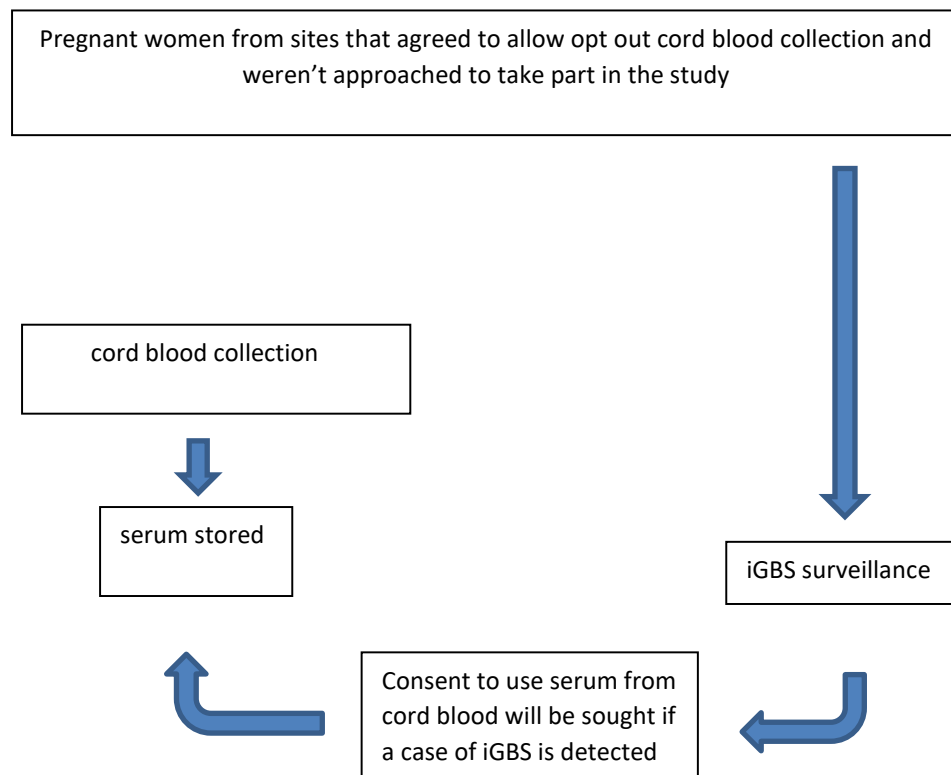 Pregnant women from sites that agreed to allow opt out cord blood collection and
weren’t approached to take part in the study
cord blood collection
serum stored
iGBS surveillance
Consent to use serum from
cord blood will be sought if
a case of iGBS is detected